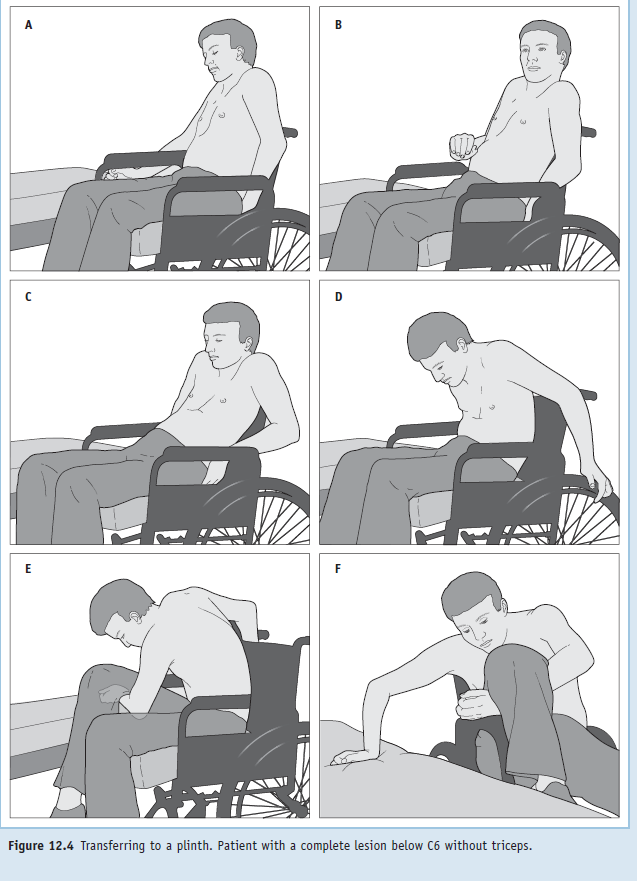 A
B
C
D
E
F
Figure 12.4 Transferring to a plinth. Patient with a complete lesion below C6 without triceps.